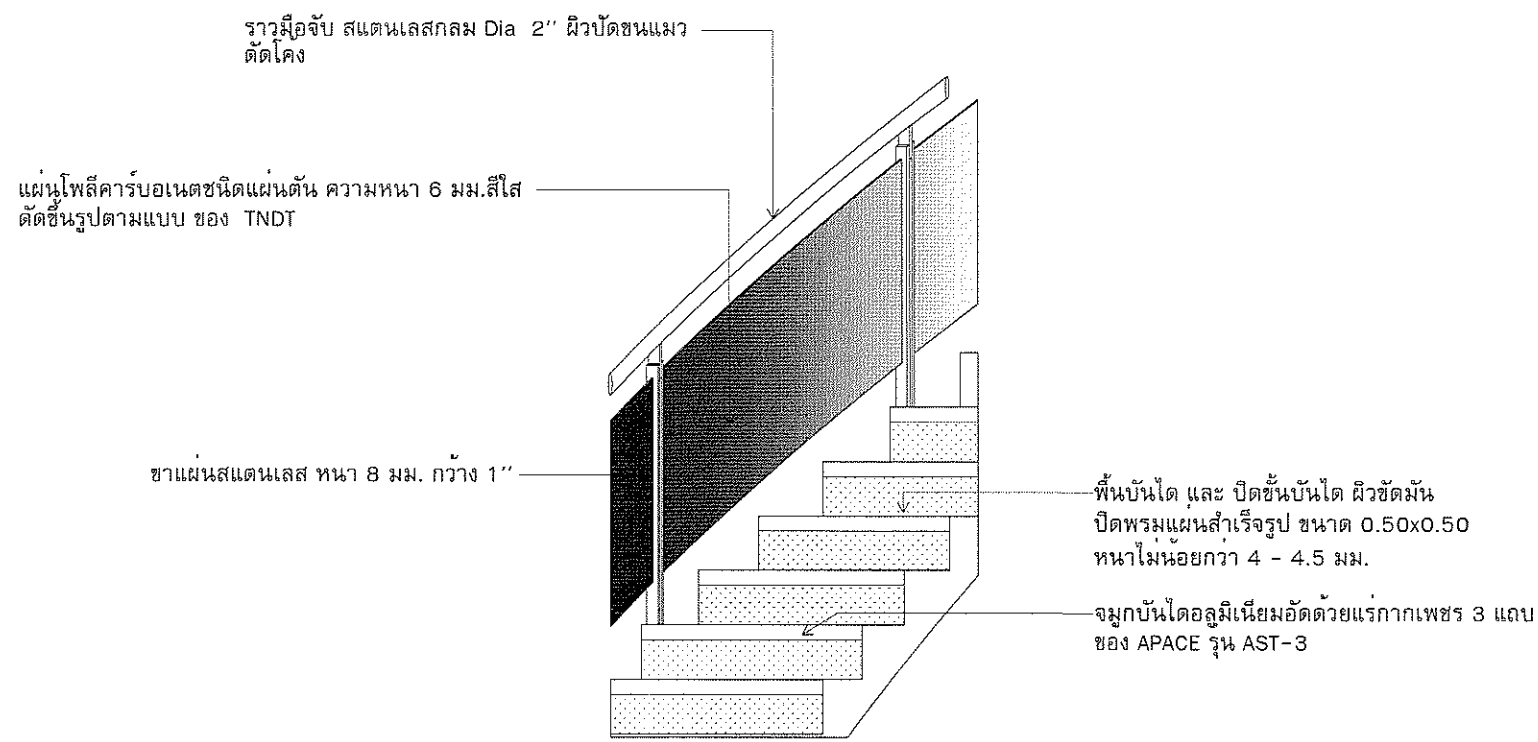 ราวมือจับ สแตนเลสกลม Dia 2'' ผิวปัดขนแมว
ดัดโค้ง
แผ่นโพลีคาร์บอเนตชนิดแผ่นตัน ความหนา 6 มม.สีใส
ดัดขึ้นรูปตามแบบ ของ TNDT
ขาแผ่นสแตนเลส หนา 8 มม. กว้าง 1''
พื้นบันได และ ปิดชั้นบันได ผิวขัดมัน
ปิดพรมแผ่นสำเร็จรูป ขนาด 0.50x0.50
หนาไม่น้อยกว่า 4 - 4.5 มม.
จมูกบันไดอลูมิเนียมอัดด้วยแร่กากเพชร 3 แถบ
ของ APACE รุ่น AST-3